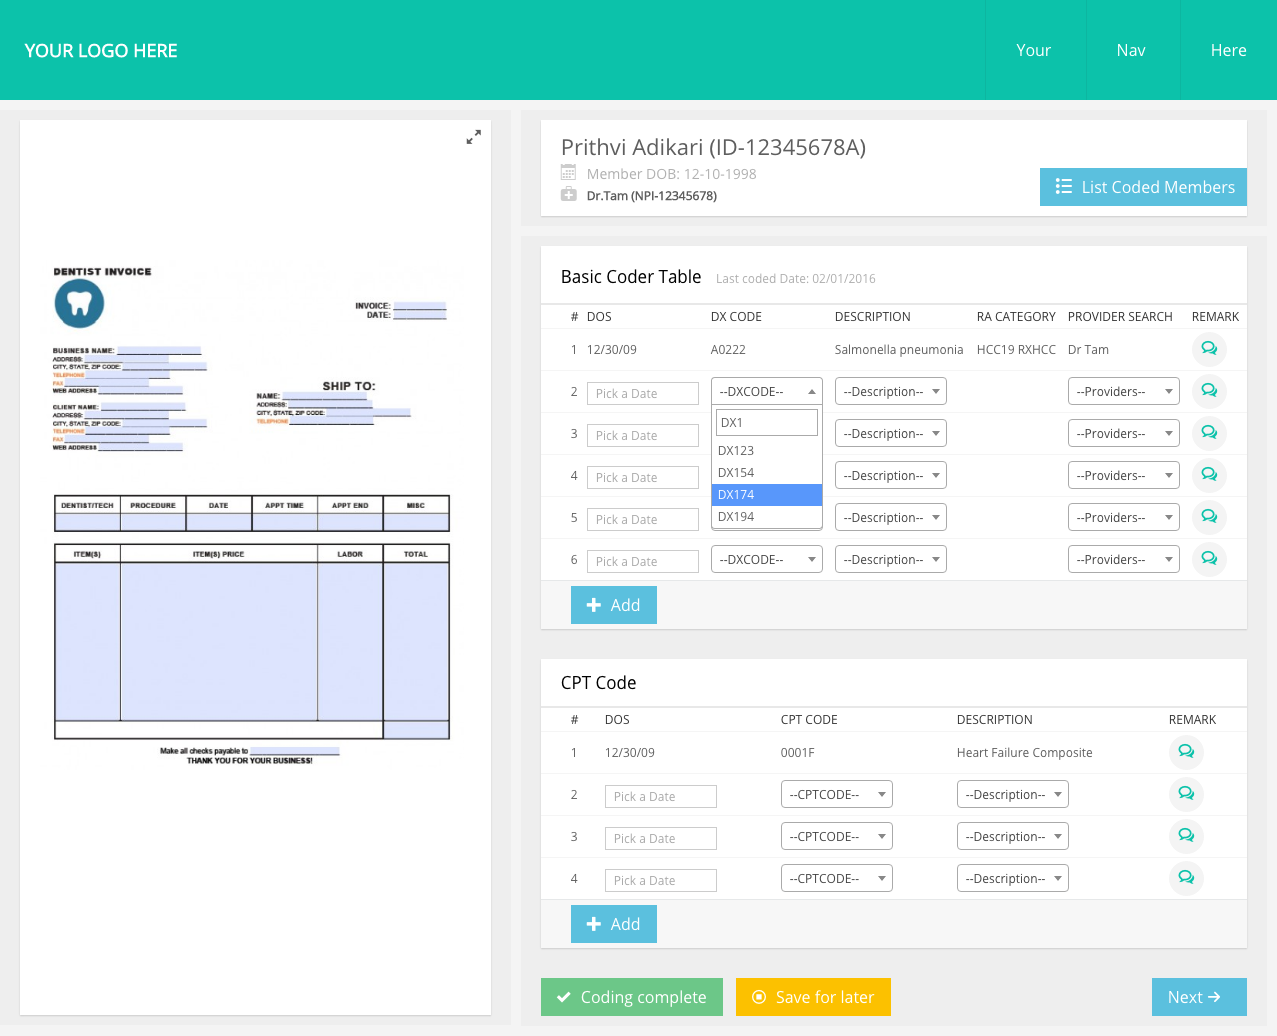 YOUR LOGO HERE
Your
Nav
Here
DENTIST INVOICE
INVOICE:
DATE:
BUSINESS NAME:
ADDRESS:
CITY, STATE, ZIP CODE:
TELEPHONE
FAX
WEB ADDRESS
CLIENT NAME:
ADDRESS:
CITY, STATE, ZIP CODE:
TELEPHONE
FAX
WEB ADDRESS
SHIP TO:
NAME:
ADDRESS:
CITY, STATE, ZIP CODE:
TELEPHONE
DENTIST/TECH PROCEDURE DATE APPT TIME APPT END MISC
ITEM(S) ITEM(S) PRICE LABOR TOTAL
Make all checks payable to
THANK YOU FOR YOUR BUSINESS!
Prithvi Adikari (ID-12345678A)
Member DOB: 12-10-1998
Dr.Tam (NPI-12345678)
List Coded Members
Basic Coder Table Last coded Date: 02/01/2016
# DOS DX CODE DESCRIPTION RA CATEGORY PROVIDER SEARCH REMARK
1 12/30/09 A0222 Salmonella pneumonia HCC19 RXHCC Dr Tam
2 Pick a Date --DXCODE-- --Description-- --Providers--
DX1
3 Pick a Date --Description-- --Providers--
DX123
DX154
4 Pick a Date --Description-- --Providers--
DX174
DX194
5 Pick a Date --Description-- --Providers--
6 Pick a Date --DXCODE-- --Description-- --Providers--
Add
CPT Code
# DOS CPT CODE DESCRIPTION REMARK
1 12/30/09 0001F Heart Failure Composite
2 Pick a Date --CPTCODE-- --Description--
3 Pick a Date --CPTCODE-- --Description--
4 Pick a Date --CPTCODE-- --Description--
Add
Coding complete
Save for later
Next